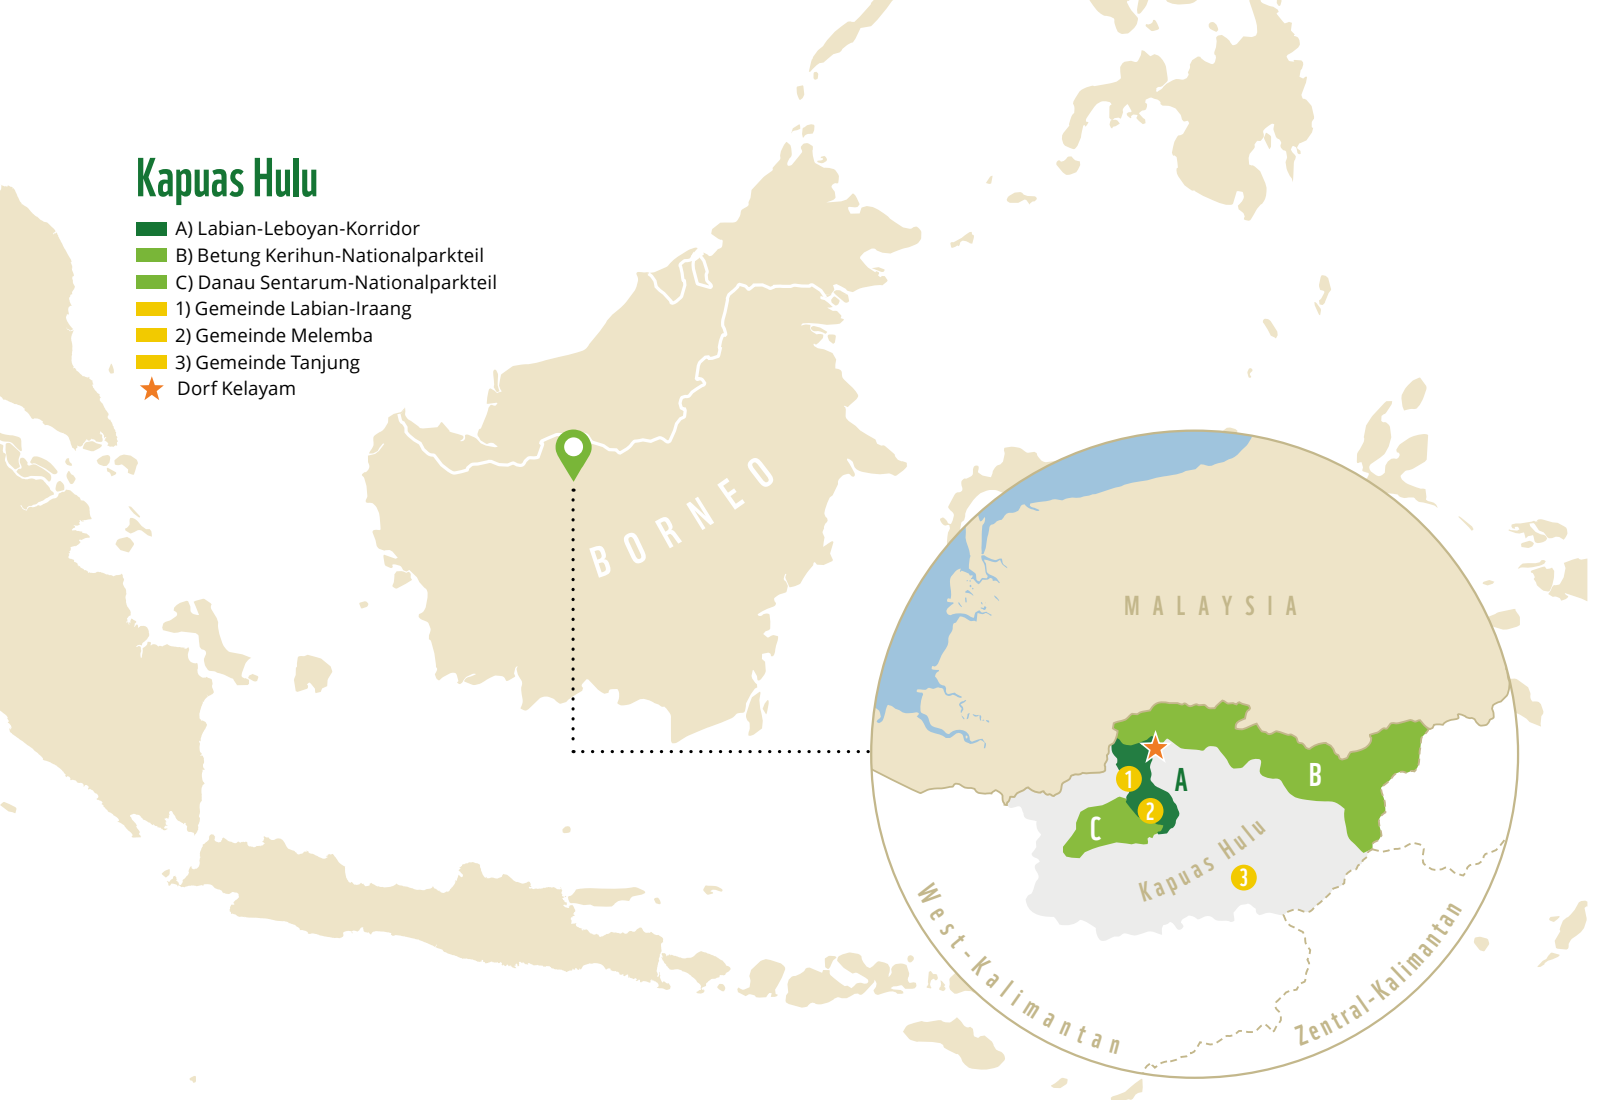 Kapuas Hulu
A) Labian-Leboyan-Korridor
B) Betung Kerihun-Nationalparkteil
C) Danau Sentarum-Nationalparkteil
1) Gemeinde Labian-Iraang
2) Gemeinde Melemba
3) Gemeinde Tanjung
Dorf Kelayam
BORNEO
MALAYSIA
B
1
A
2
C
Kapuas Hulu
3
West-Kalimantan
Zentral-Kalimantan